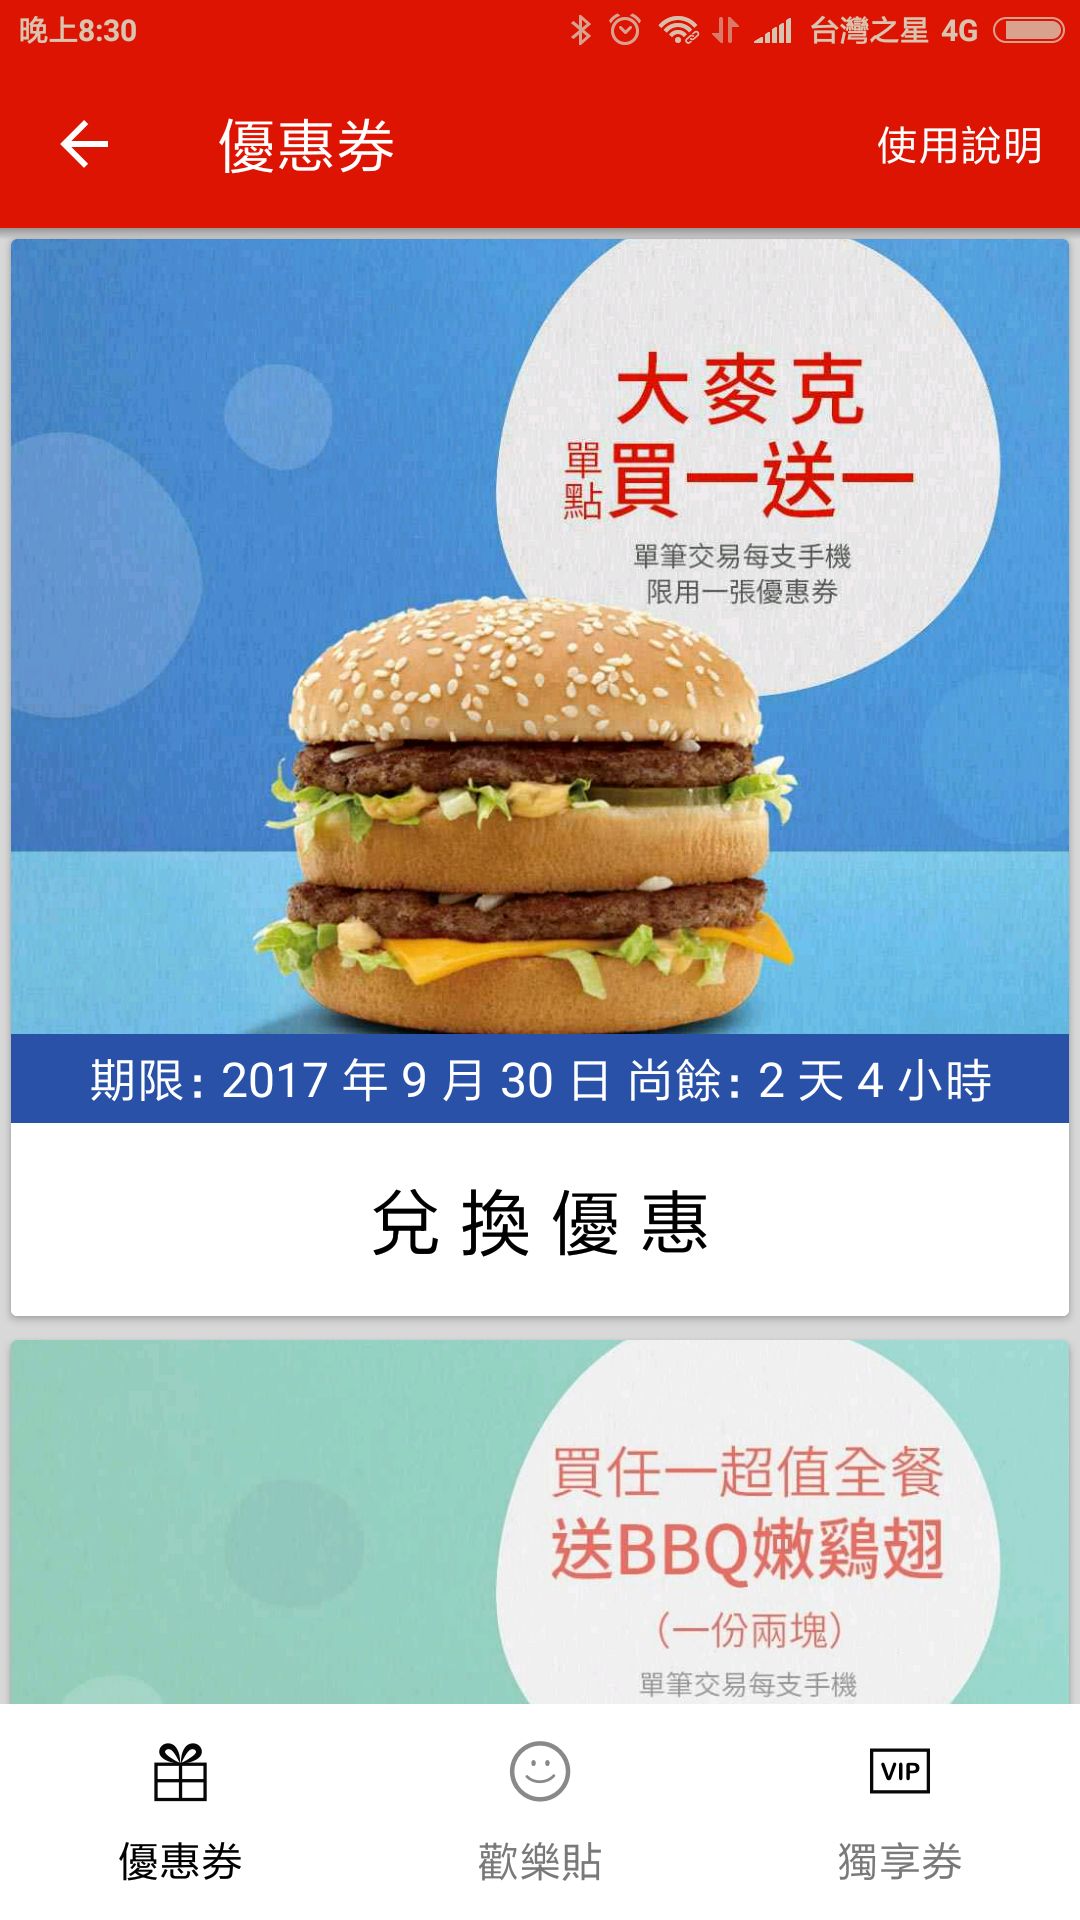 晚上8:30
台灣之星 4G
優惠券
使用說明
大麥克
單點
買一送一
單筆交易每支手機
限用一張優惠券
期限: 2017 年 9 月 30 日 尚餘: 2 天 4 小時
兌換優惠
買任一超值全餐
送BBQ嫩鷄翅
（一份兩塊）
單筆交易每支手機
VIP
優惠券
歡樂貼
獨享券